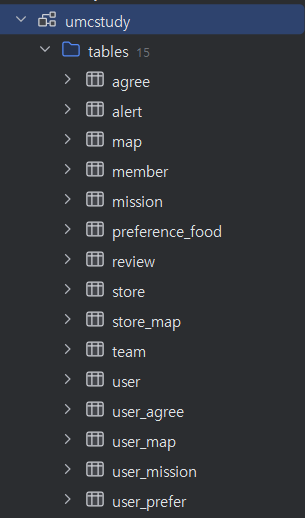 umcstudy
tables 15
agree
alert
map
member
mission
preference_food
review
store
store_map
team
user
user_agree
user_map
user_mission
user_prefer